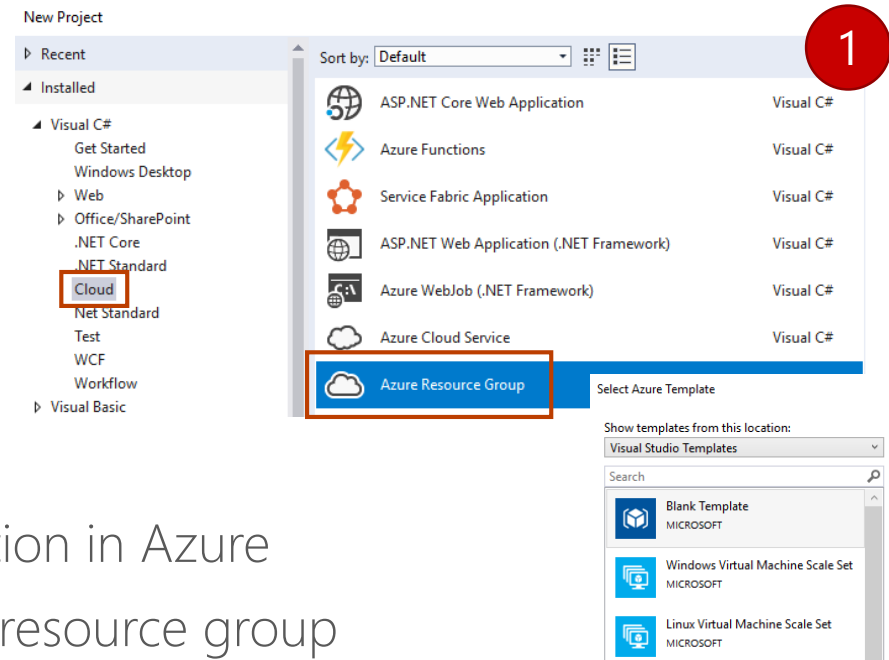 New Project
1
Recent
Installed
Visual C#
Get Started
Windows Desktop
Web
Office/SharePoint
.NET Core
.NET Standard
Cloud
Net Standard
Test
WCF
Workflow
Visual Basic
Sort by: Default
ASP.NET Core Web Application Visual C#
Azure Functions Visual C#
Service Fabric Application Visual C#
ASP.NET Web Application (.NET Framework) Visual C#
Azure WebJob (.NET Framework) Visual C#
Azure Cloud Service Visual C#
Azure Resource Group
Select Azure Template
Show templates from this location:
Visual Studio Templates
Search
Blank Template
MICROSOFT
Windows Virtual Machine Scale Set
MICROSOFT
Linux Virtual Machine Scale Set
MICROSOFT
tion in Azure
resource group